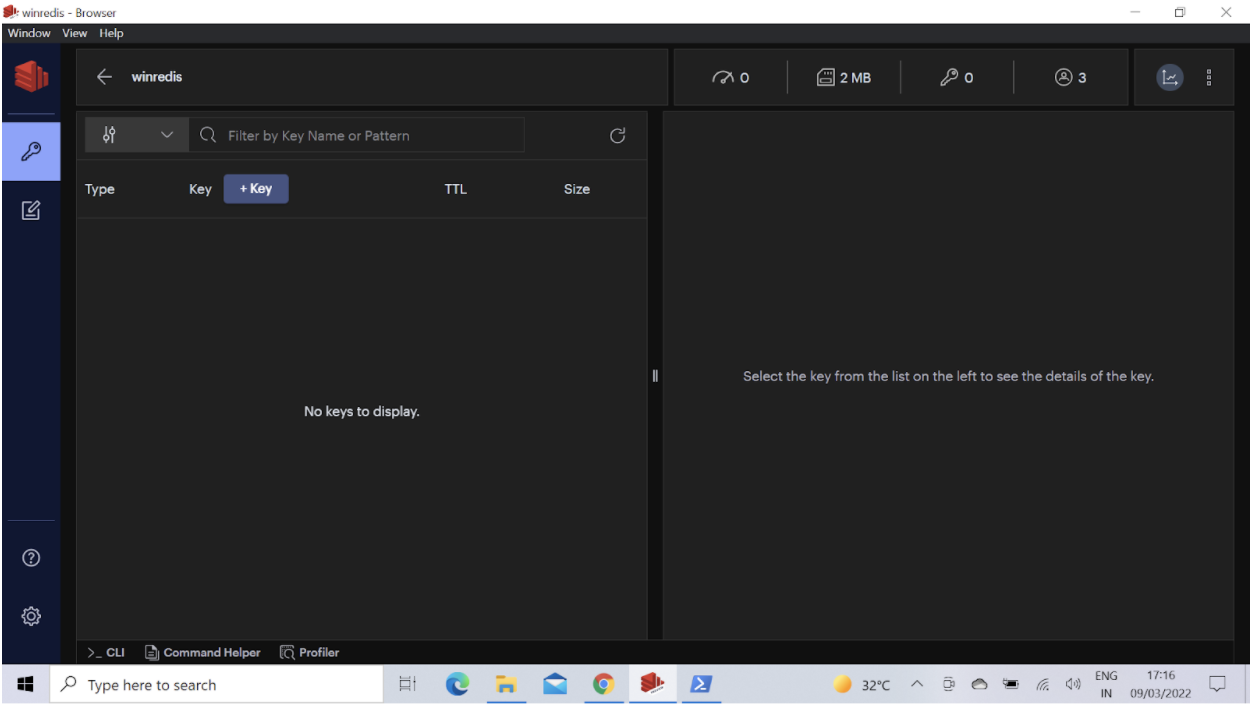 winredis - Browser
Window View Help
winredis
0 2 MB 0 3
Filter by Key Name or Pattern
Type Key + Key TTL Size
Select the key from the list on the left to see the details of the key.
No keys to display.
>_ CLI Command Helper Profiler
Type here to search
32°C
ENG
IN
17:16
09/03/2022